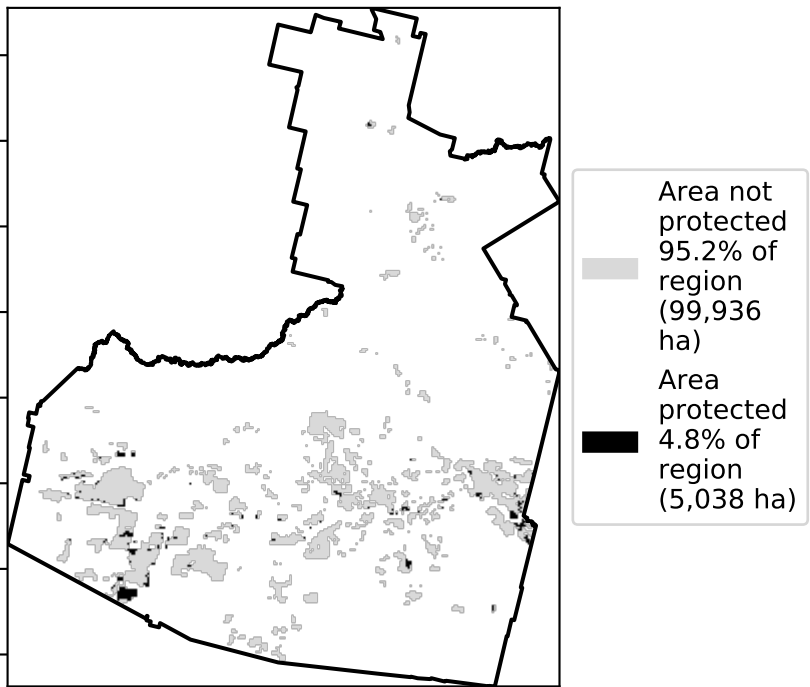 Area not
protected
95.2% of
region
(99,936
ha)
Area
protected
4.8% of
region
(5,038 ha)